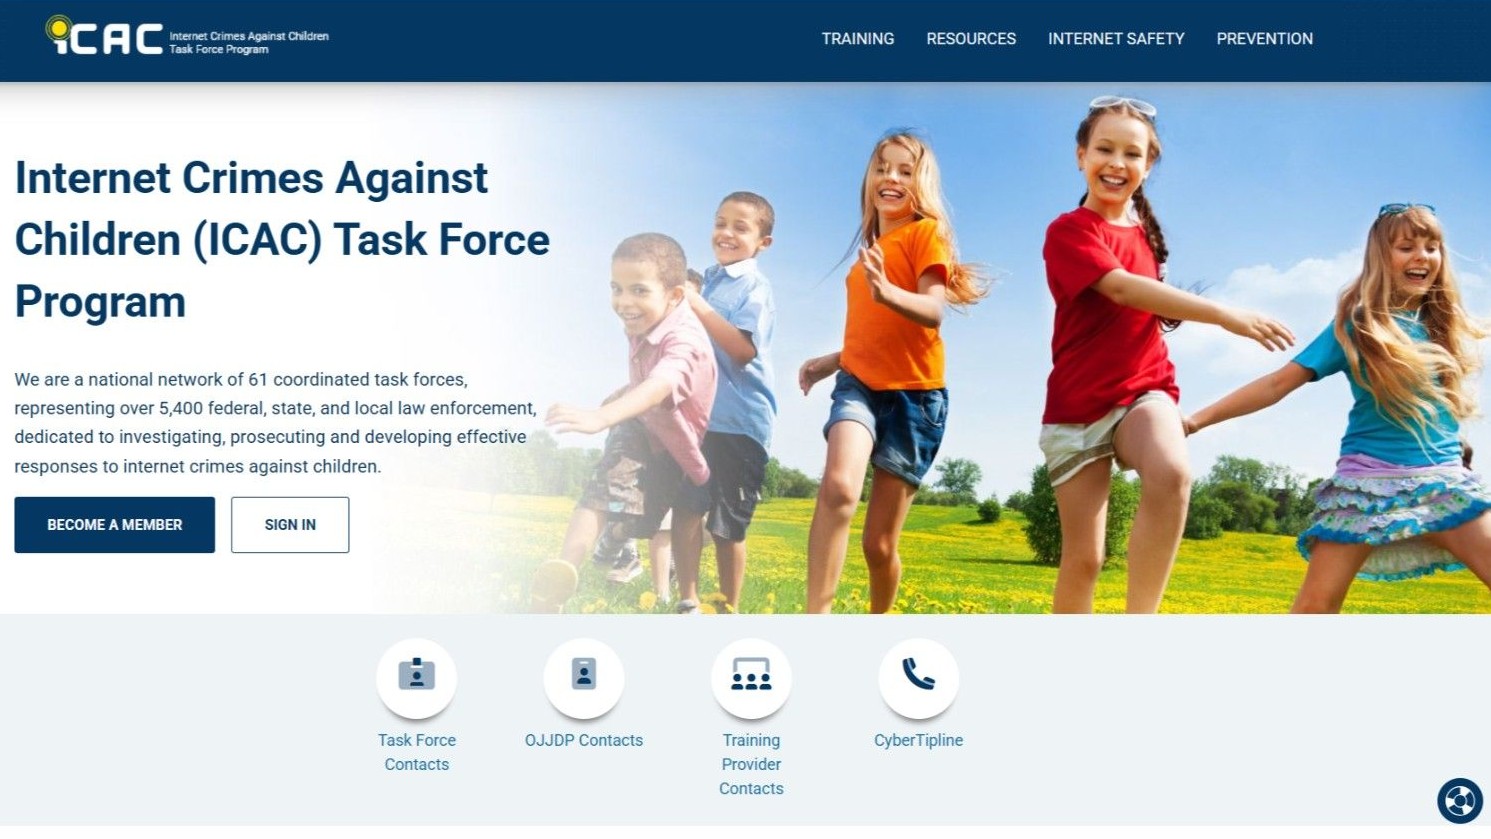 iCAC Internet Crimes Against Children
Task Force Program
TRAINING RESOURCES INTERNET SAFETY PREVENTION
Internet Crimes Against
Children (ICAC) Task Force
Program
We are a national network of 61 coordinated task forces,
representing over 5,400 federal, state, and local law enforcement,
dedicated to investigating, prosecuting and developing effective
responses to internet crimes against children.
BECOME A MEMBER SIGN IN
Task Force
Contacts
OJJDP Contacts
Training
Provider
Contacts
CyberTipline